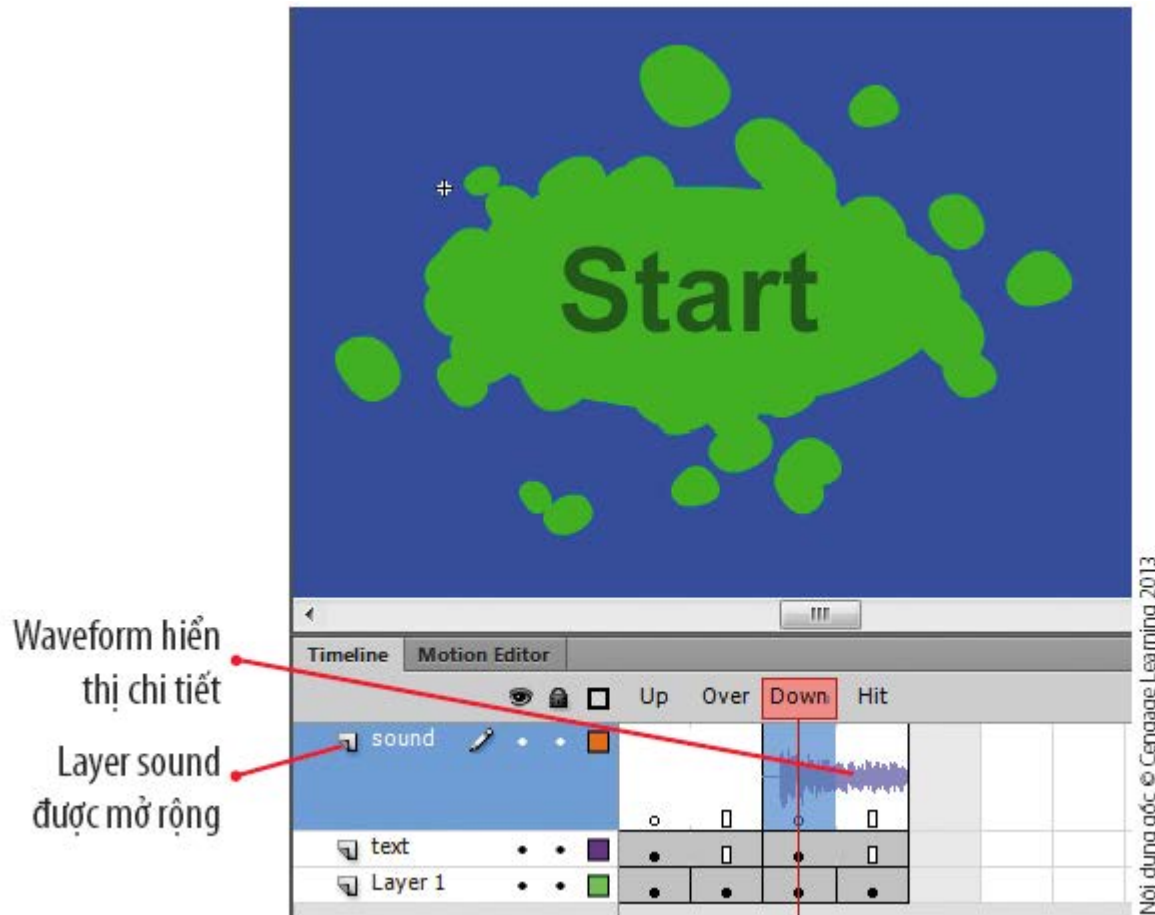 Start
Waveform hiển
thị chi tiết
Layer sound
được mở rộng
Timeline Motion Editor
Up Over Down Hit
sound
text
Layer 1
Nội dung gốc © Cengage Learning 2013